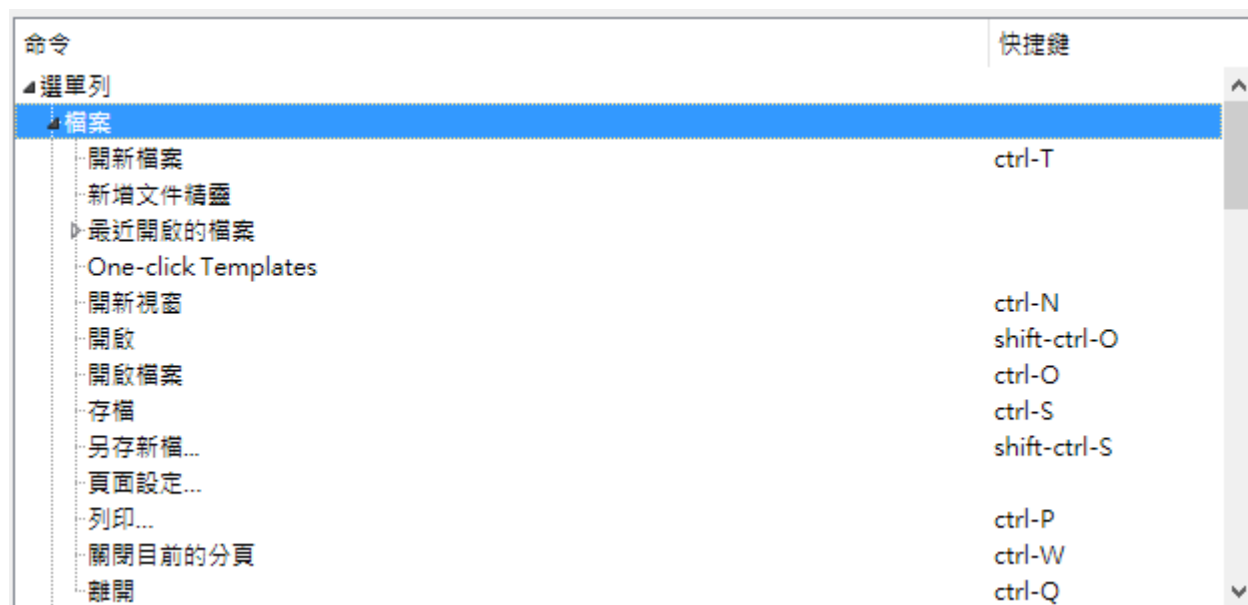 命令 快捷鍵
選單列
檔案
開新檔案 ctrl-T
新增文件精靈
最近開啟的檔案
One-click Templates
開新視窗 ctrl-N
開啟 shift-ctrl-O
開啟檔案 ctrl-O
存檔 ctrl-S
另存新檔... shift-ctrl-S
頁面設定...
列印... ctrl-P
關閉目前的分頁 ctrl-W
離開 ctrl-Q